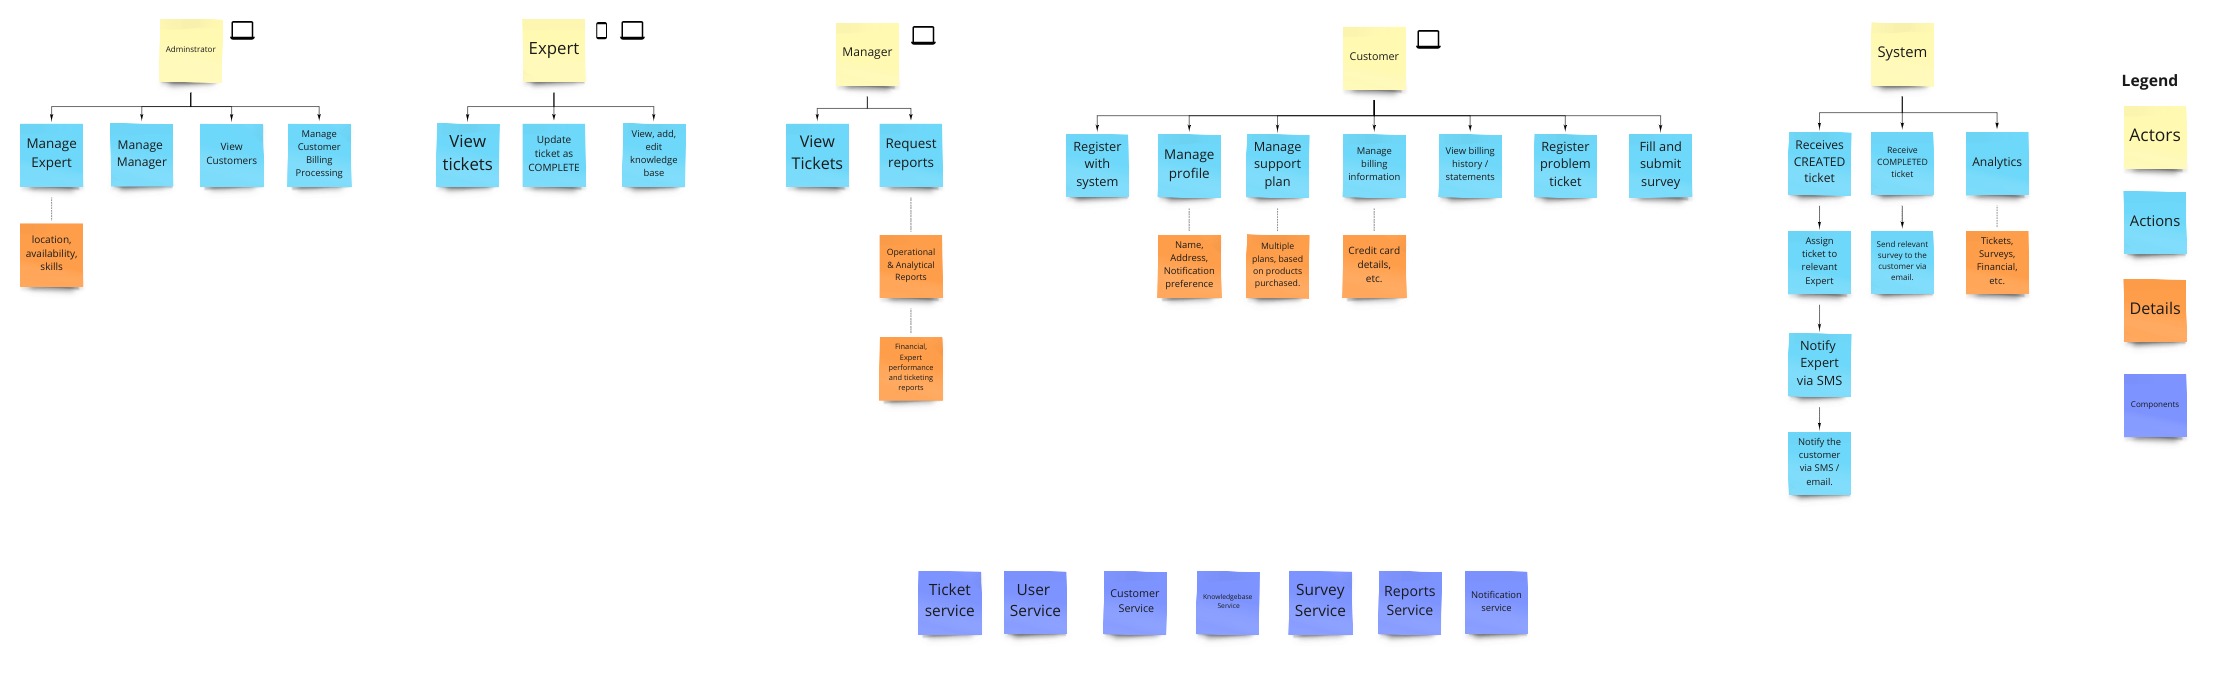 Adminstrator
Expert
Manager
Customer
System
Legend
Manage
Expert
Manage
Manager
View
Customers
Manage
Customer
Billing
Processing
location,
availability,
skills
View
tickets
Update
ticket as
COMPLETE
View, add,
edit
knowledge
base
View
Tickets
Request
reports
Operational
& Analytical
Reports
Financial,
Expert
performance
and ticketing
reports
Register
with
system
Manage
profile
Manage
support
plan
Manage
billing
information
View billing
history /
statements
Register
problem
ticket
Fill and
submit
survey
Name,
Address,
Notification
preference
Multiple
plans, based
on products
purchased.
Credit card
details,
etc.
Receives
CREATED
ticket
Receive
COMPLETED
ticket
Analytics
Assign
ticket to
relevant
Expert
Send relevant
survey to the
customer via
email.
Tickets,
Surveys,
Financial,
etc.
Notify
Expert
via SMS
Notify the
customer
via SMS /
email.
Actors
Actions
Details
Components
Ticket
service
User
Service
Customer
Service
Knowledgebase
Service
Survey
Service
Reports
Service
Notification
service